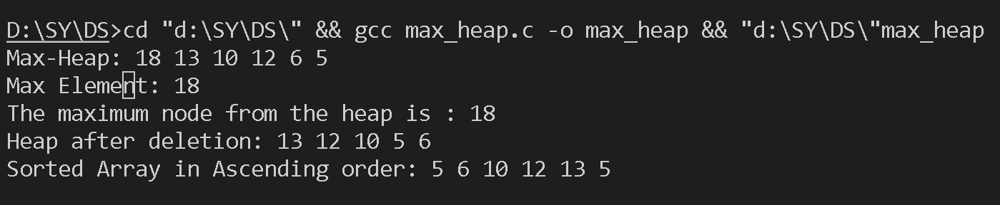 D:\SY\DS>cd "d:\SY\DS\" && gcc max_heap.c -o max_heap && "d:\SY\DS\"max_heap
Max-Heap: 18 13 10 12 6 5
Max Element: 18
The maximum node from the heap is : 18
Heap after deletion: 13 12 10 5 6
Sorted Array in Ascending order: 5 6 10 12 13 5